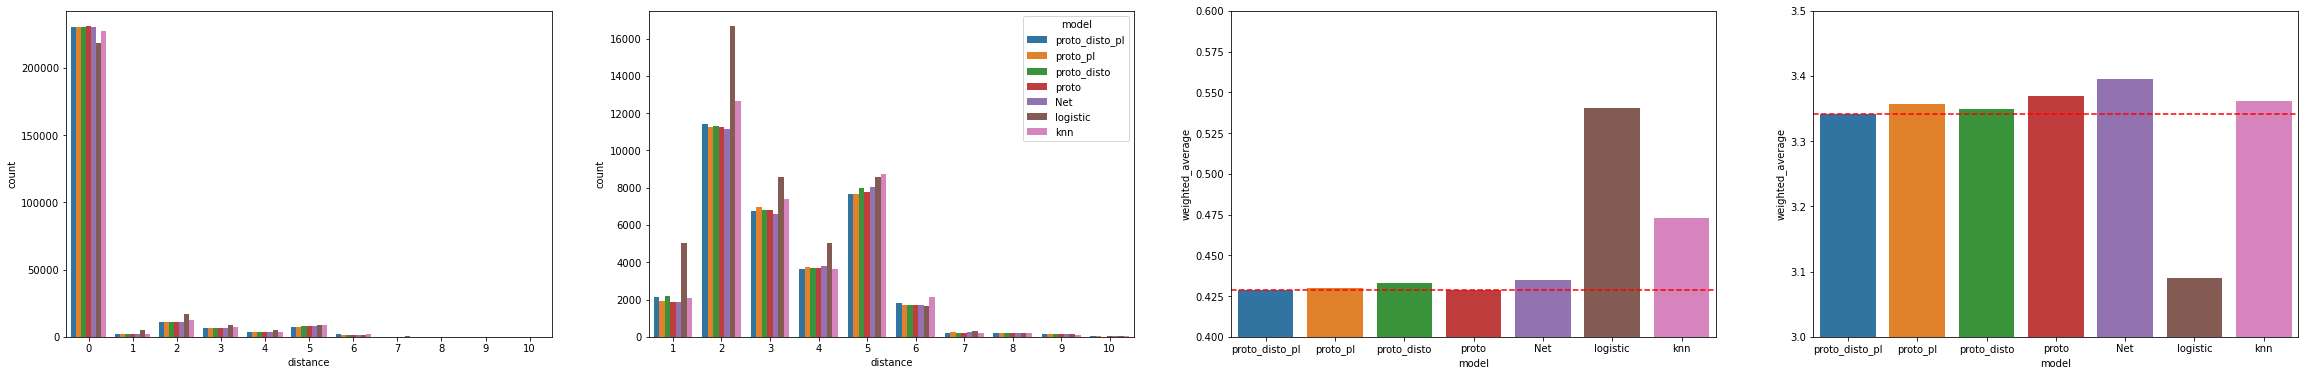 count
200000
150000
100000
50000
0
0 1 2 3 4 5 6 7 8 9 10
distance
count
16000
14000
12000
10000
8000
6000
4000
2000
0
model
proto_disto_pl
proto_pl
proto_disto
proto
Net
logistic
knn
1 2 3 4 5 6 7 8 9 10
distance
weighted_average
0.600
0.575
0.550
0.525
0.500
0.475
0.450
0.425
0.400
proto_disto_pl proto_pl proto_disto proto Net logistic knn
model
weighted_average
3.5
3.4
3.3
3.2
3.1
3.0
proto_disto_pl proto_pl proto_disto proto Net logistic knn
model